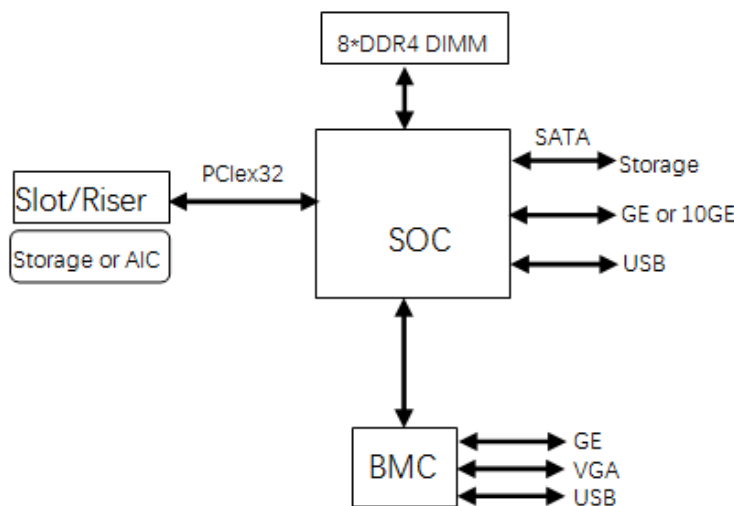 8*DDR4 DIMM
SATA
Storage
PCIex32
Slot/Riser
GE or 10GE
SOC
Storage or AIC
USB
GE
BMC
VGA
USB